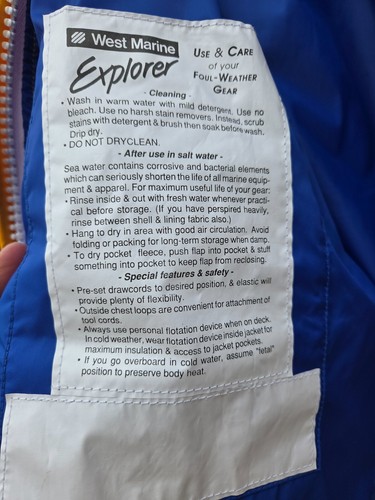 West Marine
Explorer
USE & CARE
of your
FOUL-WEATHER
GEAR
- Cleaning -
• Wash in warm water with mild detergent. Use no
bleach. Use no harsh stain removers. Instead, scrub
stains with detergent & brush then soak before wash.
Drip dry.
• DO NOT DRYCLEAN.
- After use in salt water -
Sea water contains corrosive and bacterial elements
which can seriously shorten the life of all marine equip-
ment & apparel. For maximum useful life of your gear:
• Rinse inside & out with fresh water whenever practi-
cal before storage. (If you have perspired heavily,
rinse between shell & lining fabric also.)
• Hang to dry in area with good air circulation. Avoid
folding or packing for long-term storage when damp.
• To dry pocket fleece, push flap into pocket & stuff
something into pocket to keep flap from reclosing.
- Special features & safety -
• Pre-set drawcords to desired position, & elastic will
provide plenty of flexibility.
• Outside chest loops are convenient for attachment of
tool cords.
• Always use personal flotation device when on deck.
In cold weather, wear flotation device inside jacket for
maximum insulation & access to jacket pockets.
• If you go overboard in cold water, assume "fetal"
position to preserve body heat.